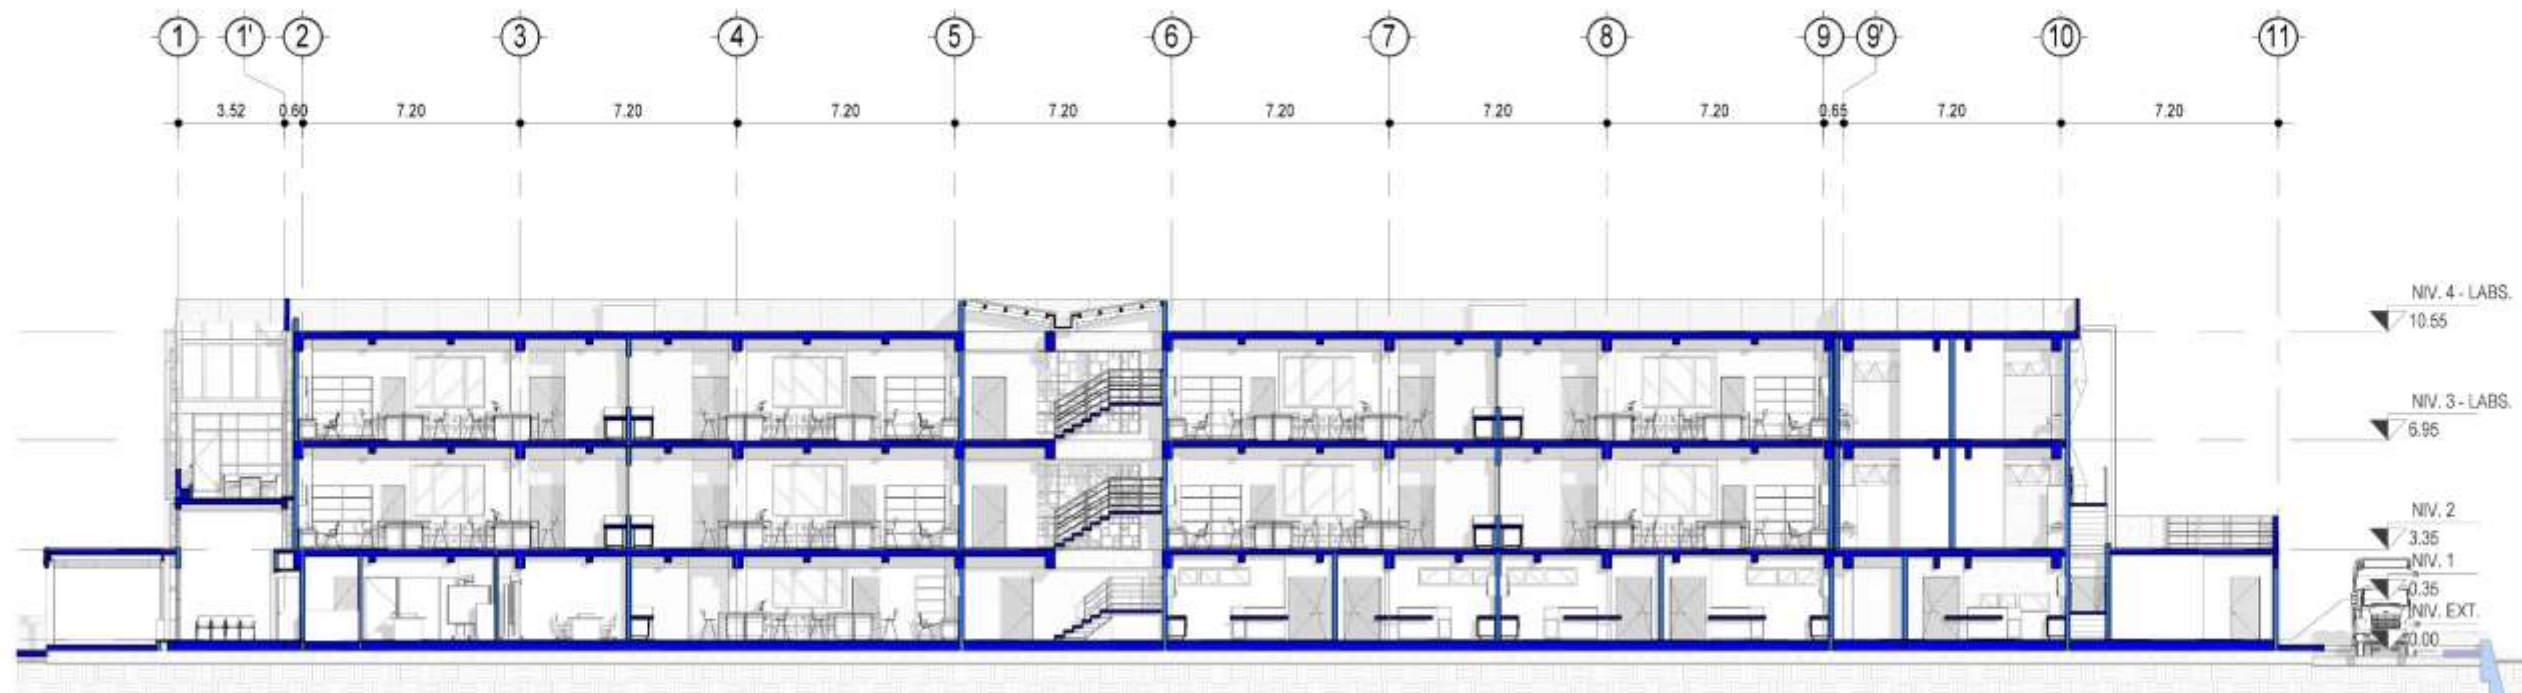 1 1' 2 3 4 5 6 7 8 9 9' 10 11
3.52 0.60 7.20 7.20 7.20 7.20 7.20 7.20 7.20 0.65 7.20 7.20
NIV. 4 - LABS.
10.55
NIV. 3 - LABS.
6.95
NIV. 2
3.35
NIV. 1
0.35
NIV. EXT.
0.00